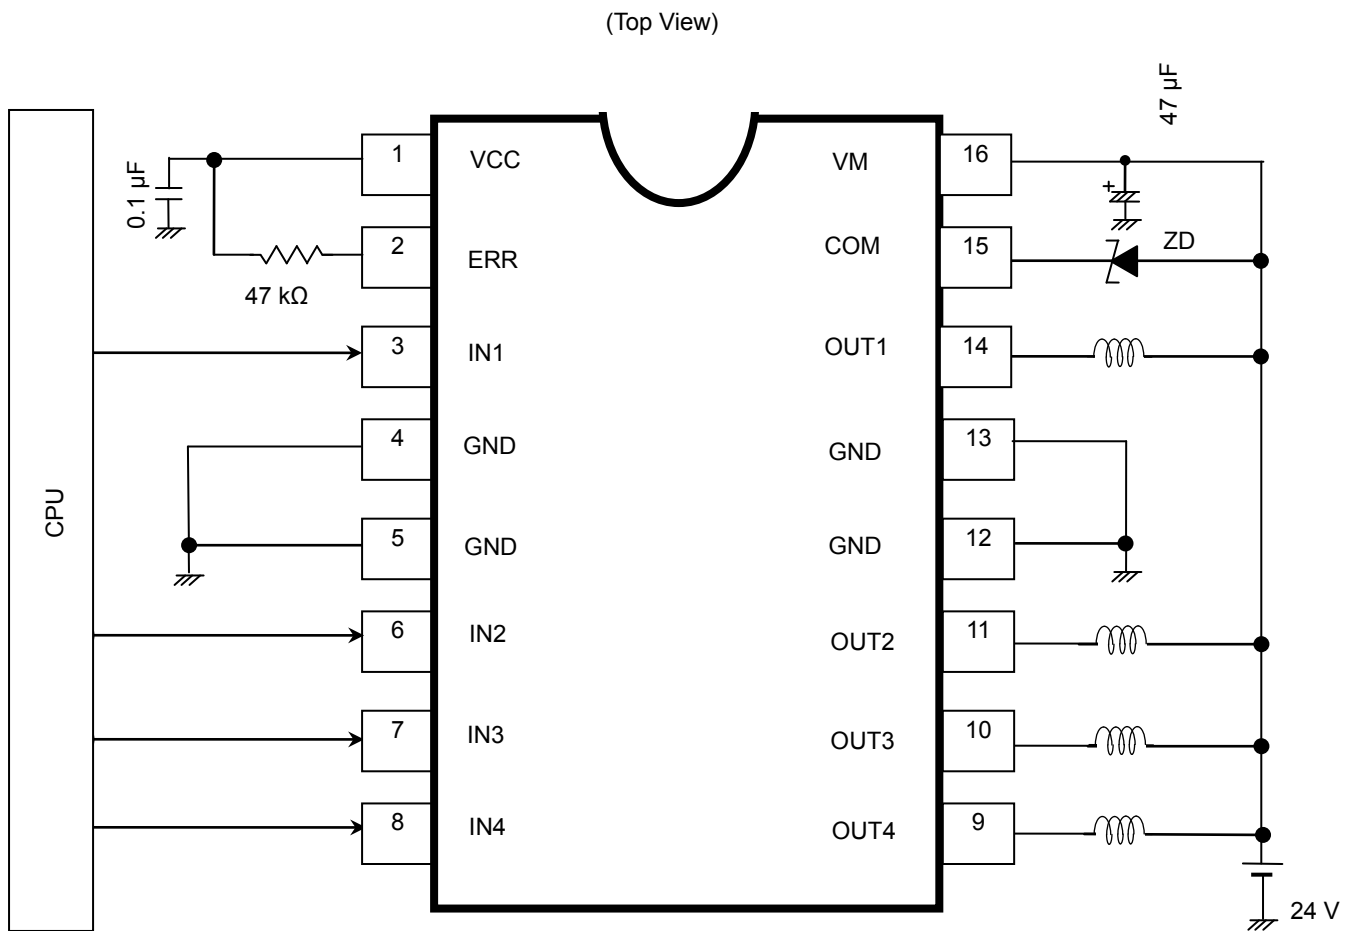 (Top View)
47 µF
1
VCC
VM
16
0.1 µF
+
2
ERR
COM
15
ZD
47 kΩ
3
IN1
OUT1
14
4
GND
GND
13
CPU
5
GND
GND
12
6
IN2
OUT2
11
7
IN3
OUT3
10
8
IN4
OUT4
9
24 V